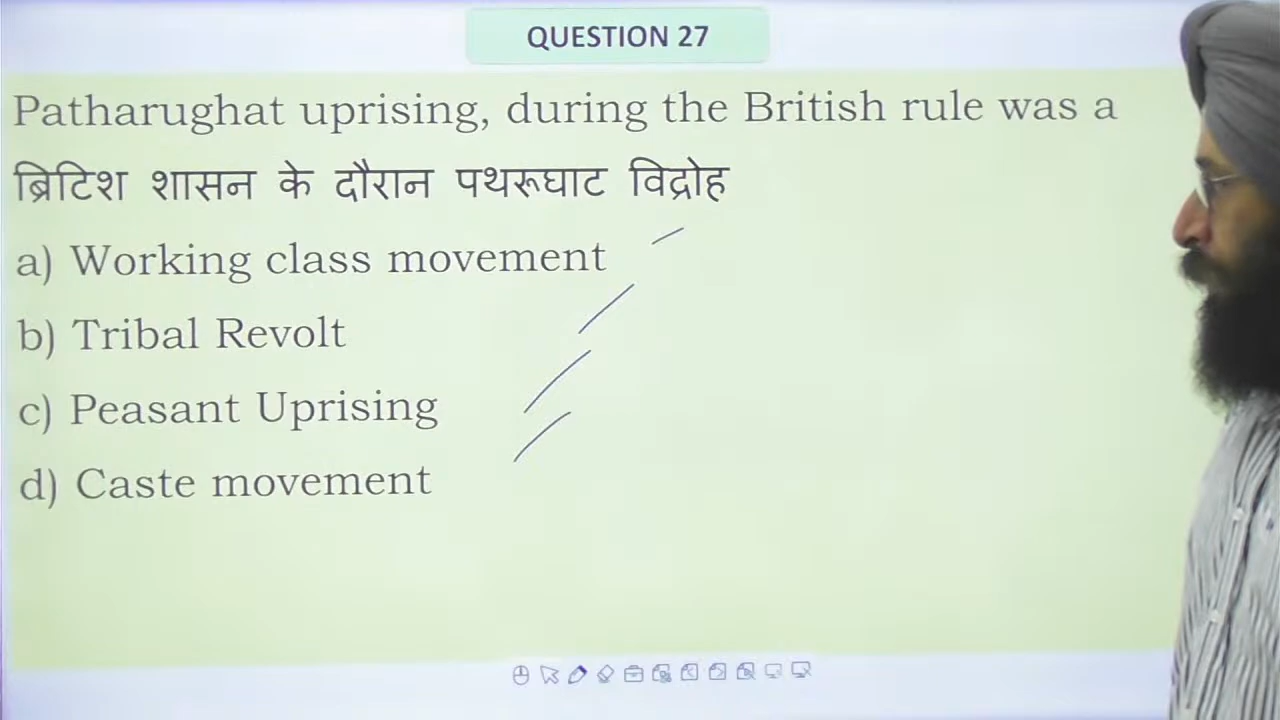 QUESTION 27
Patharughat uprising, during the British rule was a
ब्रिटिश शासन के दौरान पथरूघाट विद्रोह
a) Working class movement
b) Tribal Revolt
c) Peasant Uprising
d) Caste movement